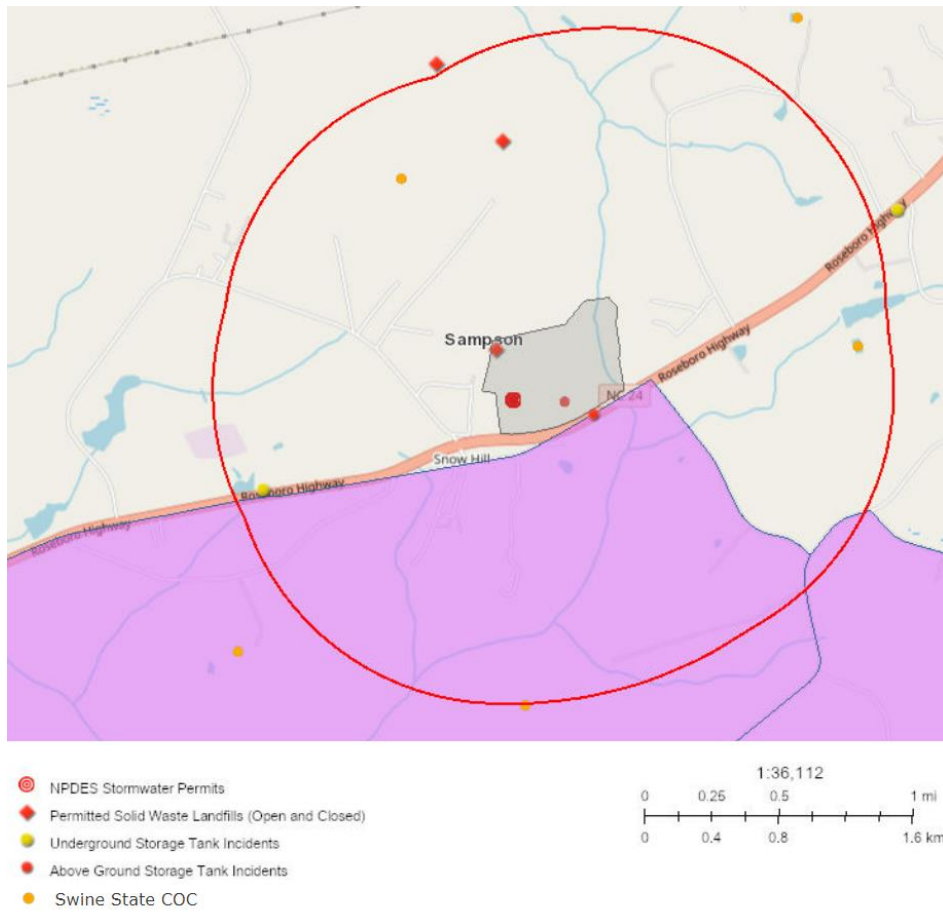 Roseboro Highway
Sampson
Roseboro Highway
NC 24
Snow Hill
Roseboro Highway
Roseboro Highway
NPDES Stormwater Permits
Permitted Solid Waste Landfills (Open and Closed)
Underground Storage Tank Incidents
Above Ground Storage Tank Incidents
Swine State COC
1:36,112
0 0.25 0.5 1 mi
0 0.4 0.8 1.6 km